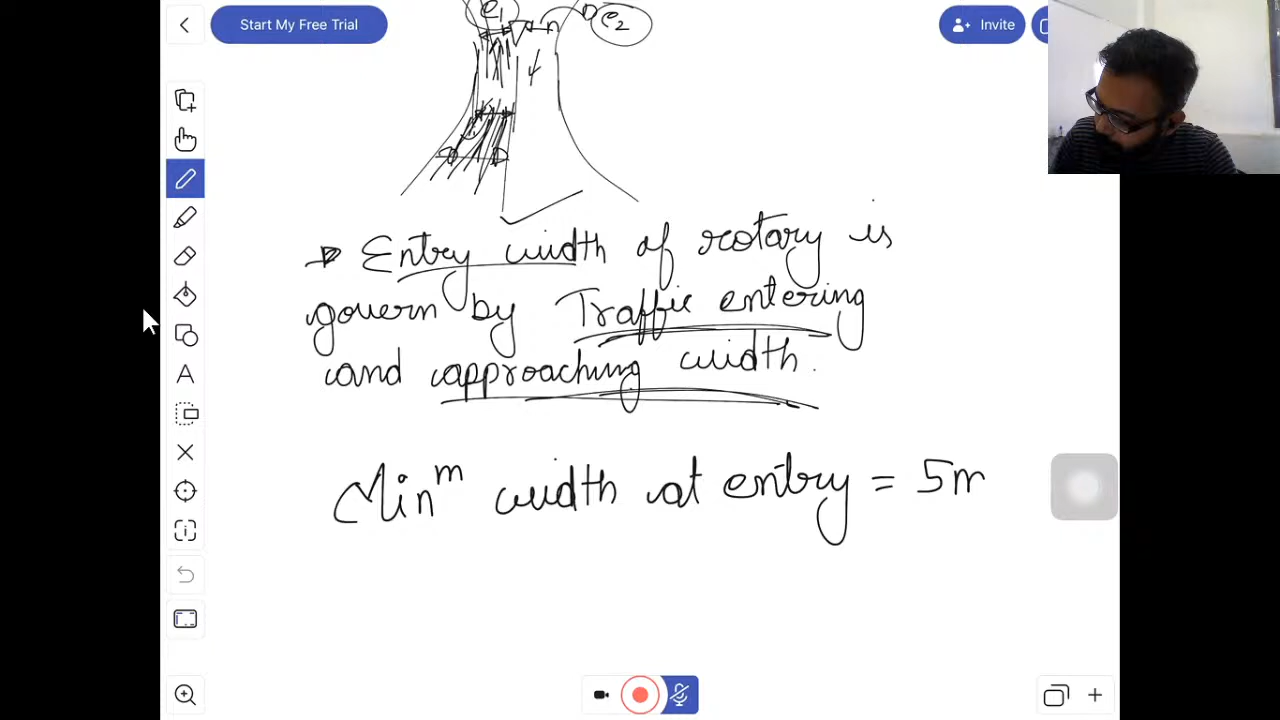 Start My Free Trial
Invite
e1
n
e2
Entry width of rotary is
govern by Traffic entering
and approaching width.
Minm width at entry = 5m